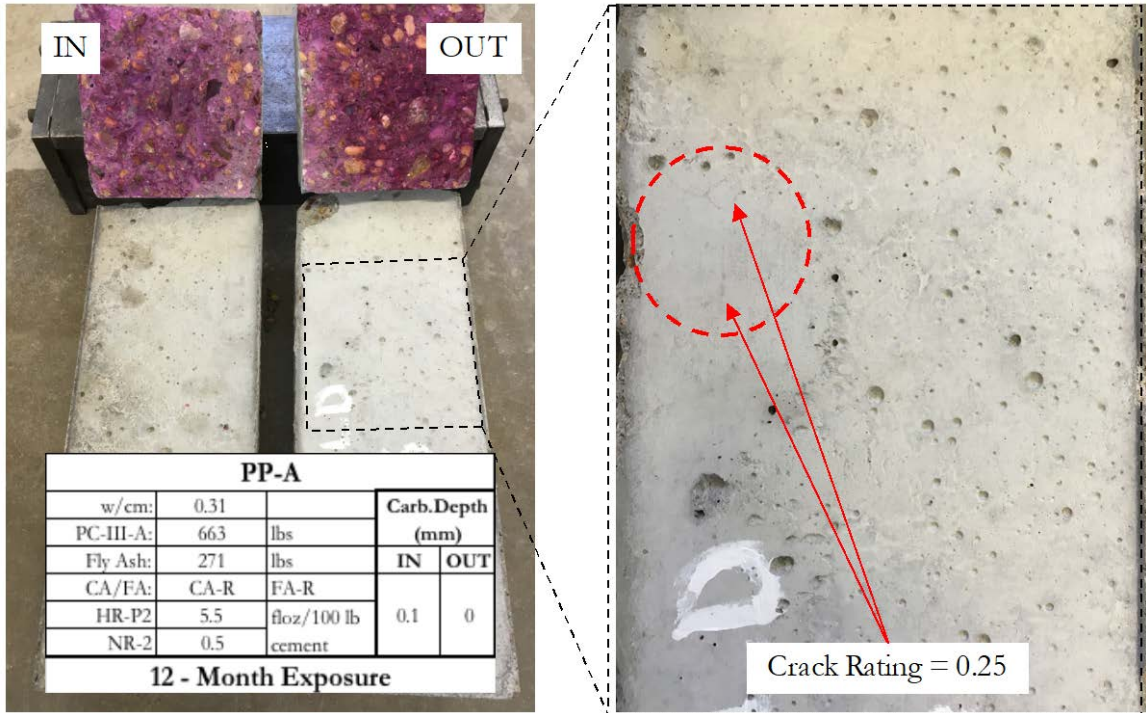 IN
OUT
PP-A
w/cm: 0.31 Carb.Depth
PC-III-A: 663 lbs (mm)
Fly Ash: 271 lbs IN OUT
CA/FA: CA-R FA-R
HR-P2 5.5 floz/100 lb 0.1 0
NR-2 0.5 cement
12 - Month Exposure
D
D
Crack Rating = 0.25